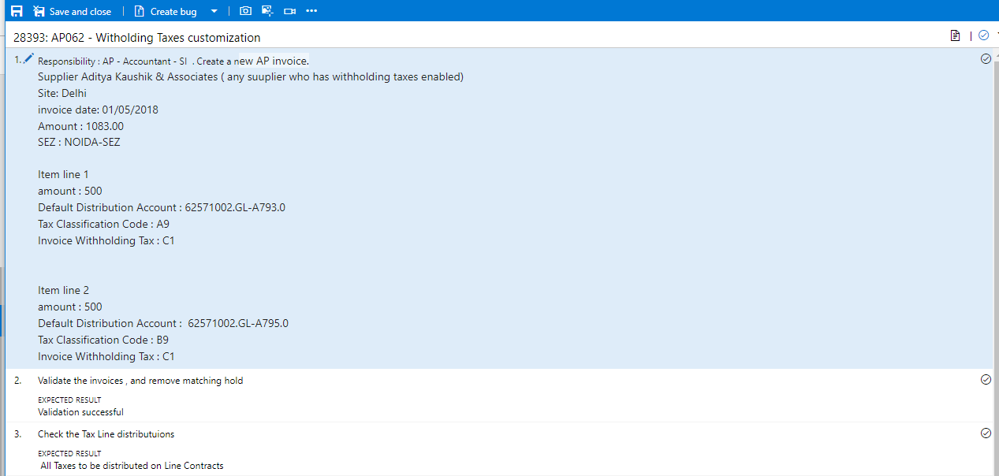 Save and close | Create bug
28393: AP062 - Witholding Taxes customization
1. Responsibility : AP - Accountant - SI . Create a new AP invoice.
Supplier Aditya Kaushik & Associates ( any suuplier who has withholding taxes enabled)
Site: Delhi
invoice date: 01/05/2018
Amount : 1083.00
SEZ : NOIDA-SEZ
Item line 1
amount : 500
Default Distribution Account : 62571002.GL-A793.0
Tax Classification Code : A9
Invoice Withholding Tax : C1
Item line 2
amount : 500
Default Distribution Account :  62571002.GL-A795.0
Tax Classification Code : B9
Invoice Withholding Tax : C1
2. Validate the invoices , and remove matching hold
EXPECTED RESULT
Validation successful
3. Check the Tax Line distributuions
EXPECTED RESULT
All Taxes to be distributed on Line Contracts